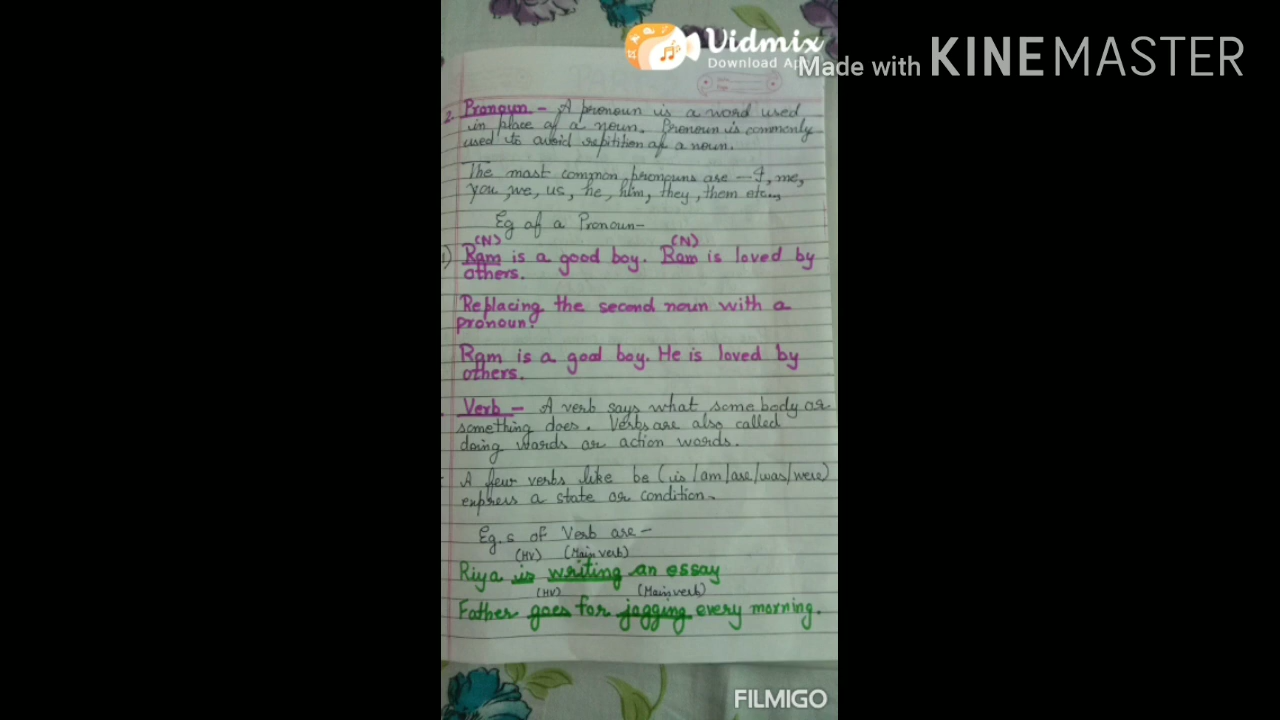 Vidmix
Download App
Made with KINEMASTER
2. Pronoun - A pronoun is a word used
in place of a noun. Pronoun is commonly
used to avoid repitition of a noun.
The most common pronouns are - I, me,
you, we, us, he, him, they, them etc..,
Eg of a Pronoun-
(N) (N)
1) Ram is a good boy. Ram is loved by
others.
Replacing the second noun with a
pronoun:
Ram is a good boy. He is loved by
others.
Verb - A verb says what somebody or
something does. Verbs are also called
doing words or action words.
A few verbs like be (is/am/are/was/were)
express a state or condition.
Eg.s of Verb are-
(HV) (Main verb)
Riya is writing an essay
(HV) (Main verb)
Father goes for jogging every morning.
FILMIGO